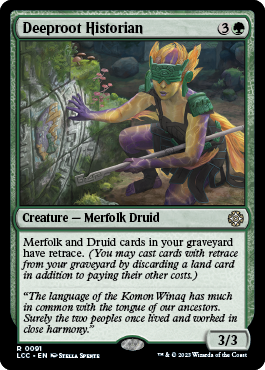 Deeproot Historian 3
Creature — Merfolk Druid
Merfolk and Druid cards in your graveyard
have retrace. (You may cast cards with retrace
from your graveyard by discarding a land card
in addition to paying their other costs.)
“The language of the Komon Winaq has much
in common with the tongue of our ancestors.
Surely the two peoples once lived and worked in
close harmony.”
3/3
R 0091
LCC • EN Stella Spente ™ & © 2023 Wizards of the Coast